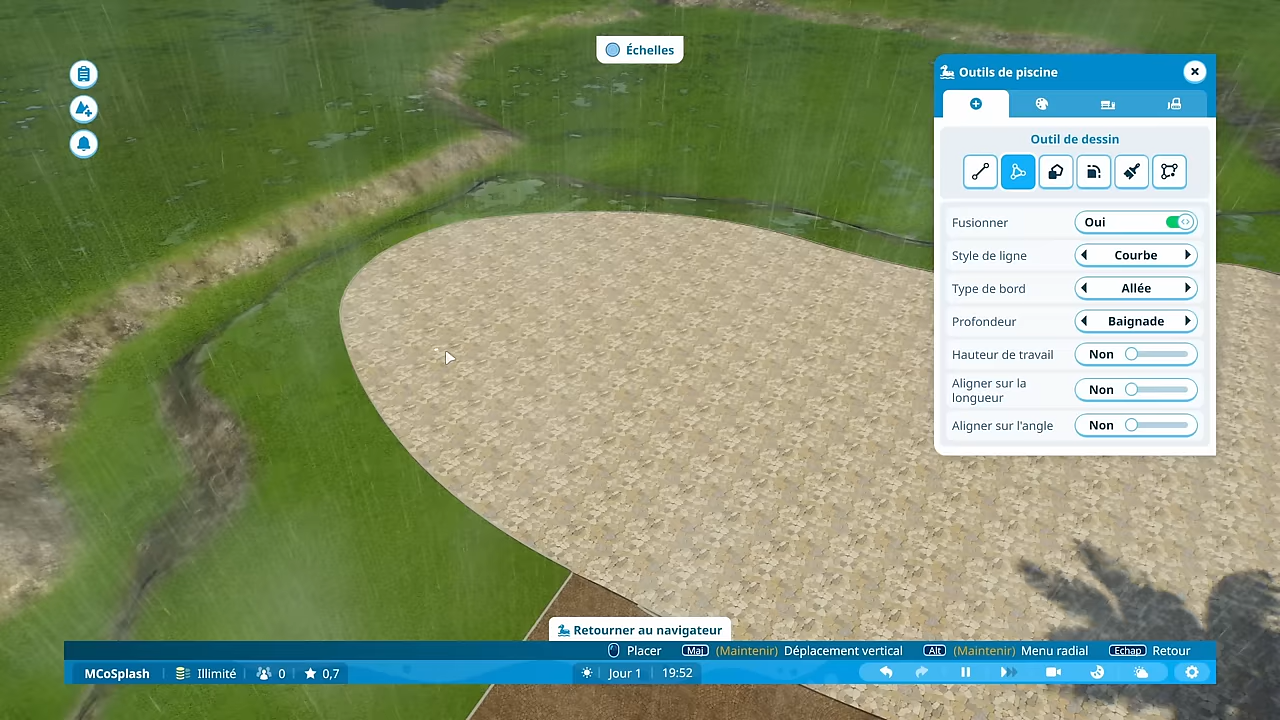 Échelles
Outils de piscine
Outil de dessin
Fusionner Oui
Style de ligne Courbe
Type de bord Allée
Profondeur Baignade
Hauteur de travail Non
Aligner sur la
longueur Non
Aligner sur l'angle Non
Retourner au navigateur
Placer Maj (Maintenir) Déplacement vertical Alt (Maintenir) Menu radial Echap Retour
MCoSplash Illimité 0 0,7 Jour 1 19:52